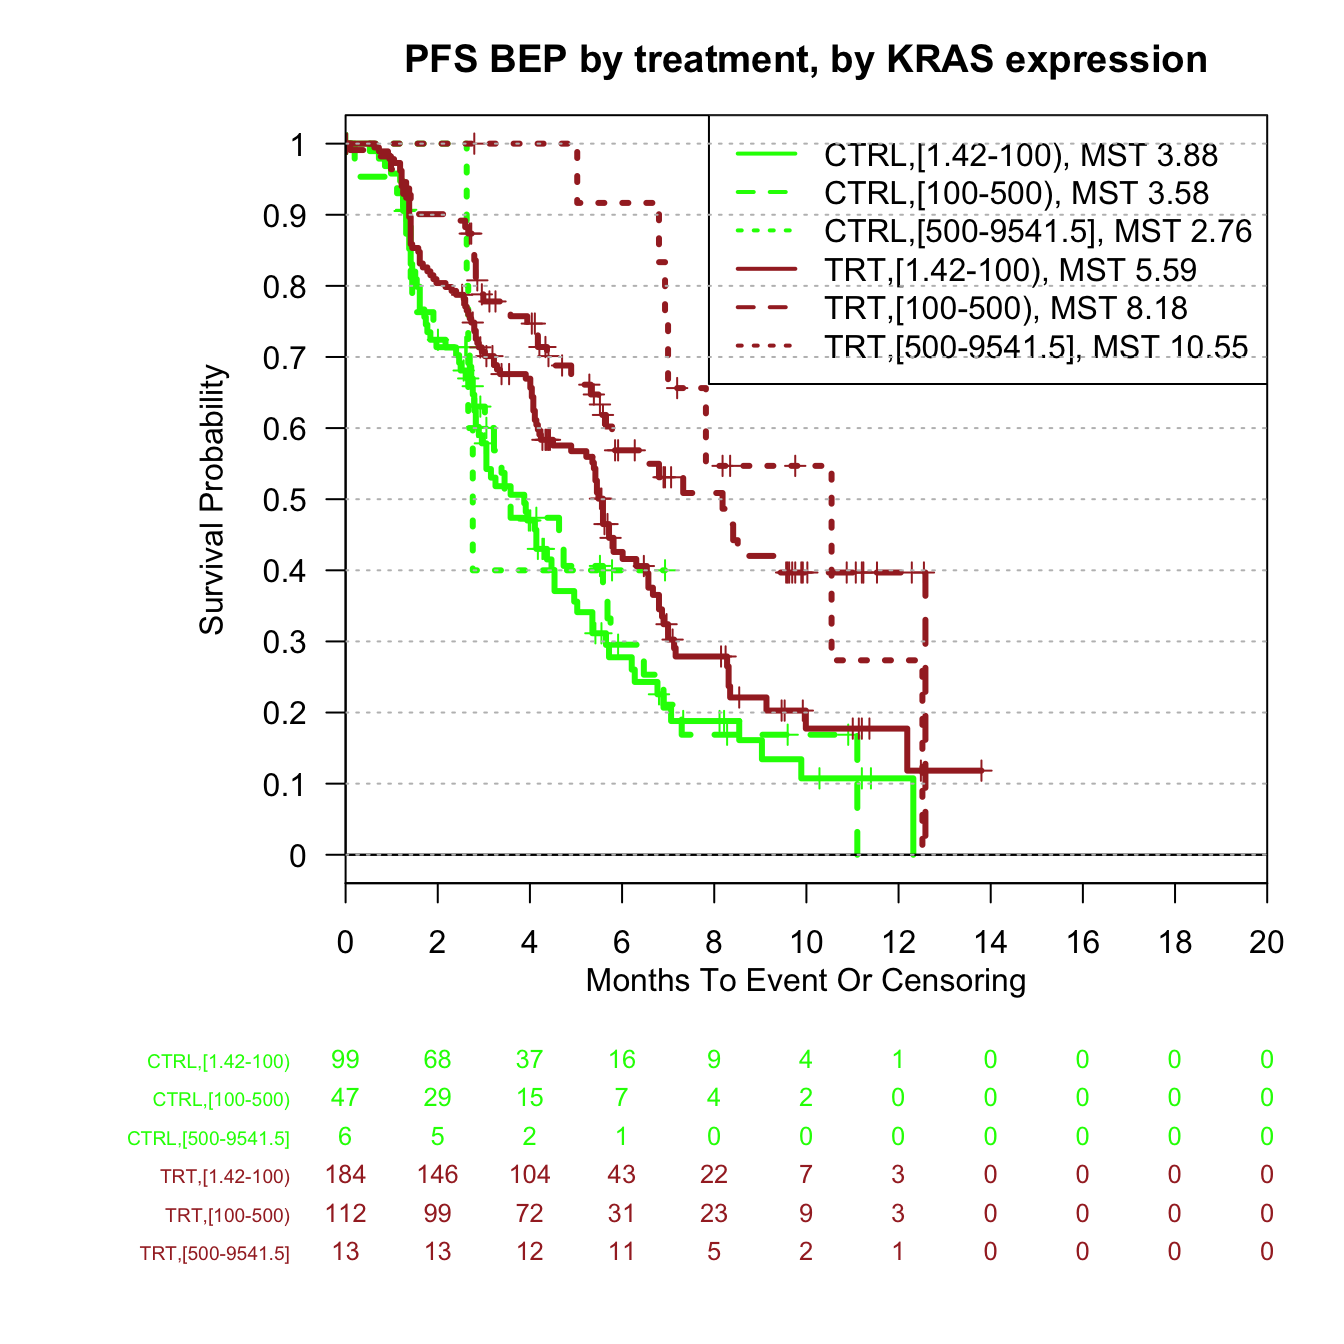 PFS BEP by treatment, by KRAS expression
CTRL,[1.42-100), MST 3.88
CTRL,[100-500), MST 3.58
CTRL,[500-9541.5], MST 2.76
TRT,[1.42-100), MST 5.59
TRT,[100-500), MST 8.18
TRT,[500-9541.5], MST 10.55
Survival Probability
1
0.9
0.8
0.7
0.6
0.5
0.4
0.3
0.2
0.1
0
0 2 4 6 8 10 12 14 16 18 20
Months To Event Or Censoring
CTRL,[1.42-100) 99 68 37 16 9 4 1 0 0 0 0
CTRL,[100-500) 47 29 15 7 4 2 0 0 0 0 0
CTRL,[500-9541.5] 6 5 2 1 0 0 0 0 0 0 0
TRT,[1.42-100) 184 146 104 43 22 7 3 0 0 0 0
TRT,[100-500) 112 99 72 31 23 9 3 0 0 0 0
TRT,[500-9541.5] 13 13 12 11 5 2 1 0 0 0 0